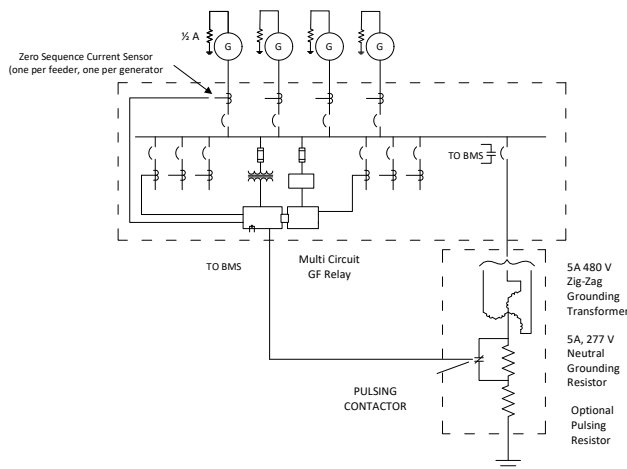 ½ A
G G G G
Zero Sequence Current Sensor
(one per feeder, one per generator
TO BMS
TO BMS
Multi Circuit
GF Relay
5A 480 V
Zig-Zag
Grounding
Transformer
5A, 277 V
Neutral
Grounding
Resistor
PULSING
CONTACTOR
Optional
Pulsing
Resistor